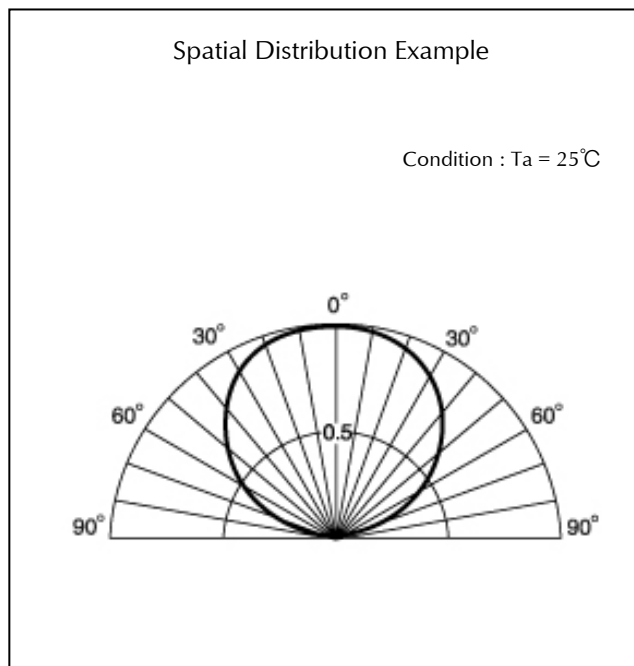 Spatial Distribution Example
Condition : Ta = 25℃
0°
30° 30°
0.5
60° 60°
90° 90°